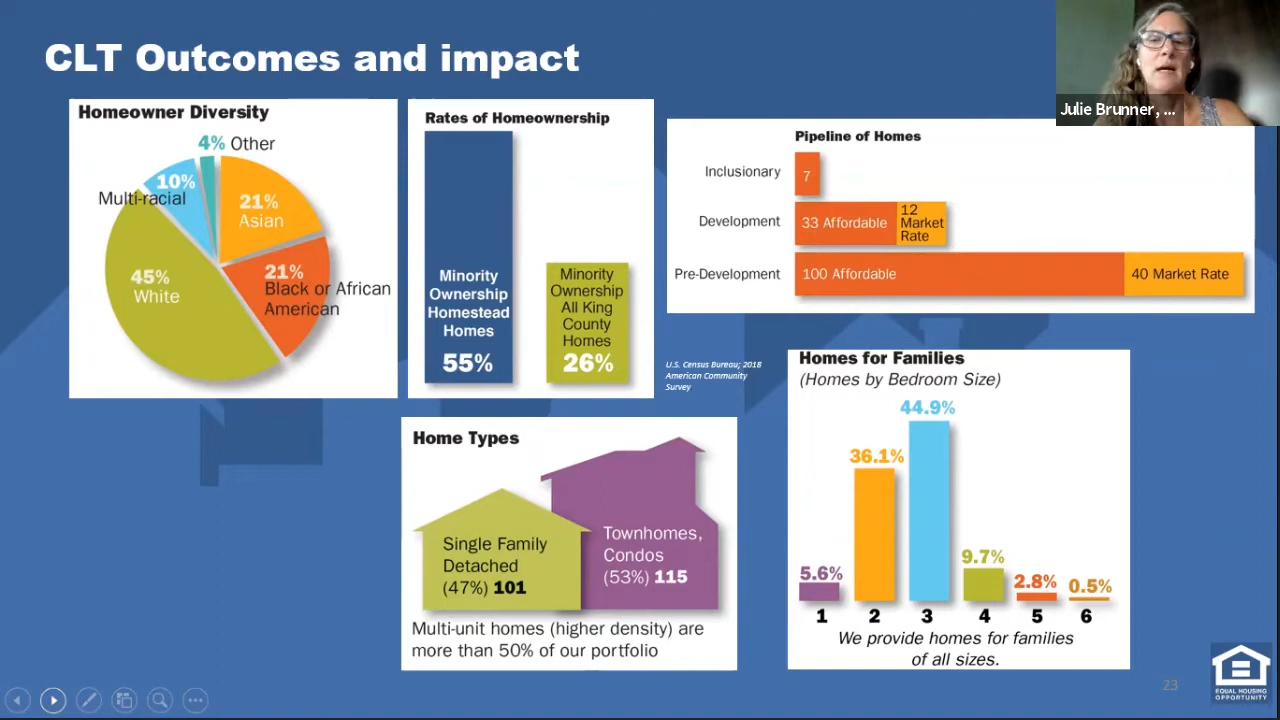 CLT Outcomes and impact
Julie Brunner, ...
Homeowner Diversity
4% Other
10%
Multi-racial
21%
Asian
45%
White
21%
Black or African
American
Rates of Homeownership
Minority
Ownership
Homestead
Homes
55%
Minority
Ownership
All King
County
Homes
26%
U.S. Census Bureau; 2018
American Community
Survey
Pipeline of Homes
Inclusionary
7
Development
33 Affordable
12
Market
Rate
Pre-Development
100 Affordable
40 Market Rate
Home Types
Single Family
Detached
(47%) 101
Townhomes,
Condos
(53%) 115
Multi-unit homes (higher density) are
more than 50% of our portfolio
Homes for Families
(Homes by Bedroom Size)
5.6%
36.1%
44.9%
9.7%
2.8%
0.5%
1 2 3 4 5 6
We provide homes for families
of all sizes.
23
EQUAL HOUSING
OPPORTUNITY